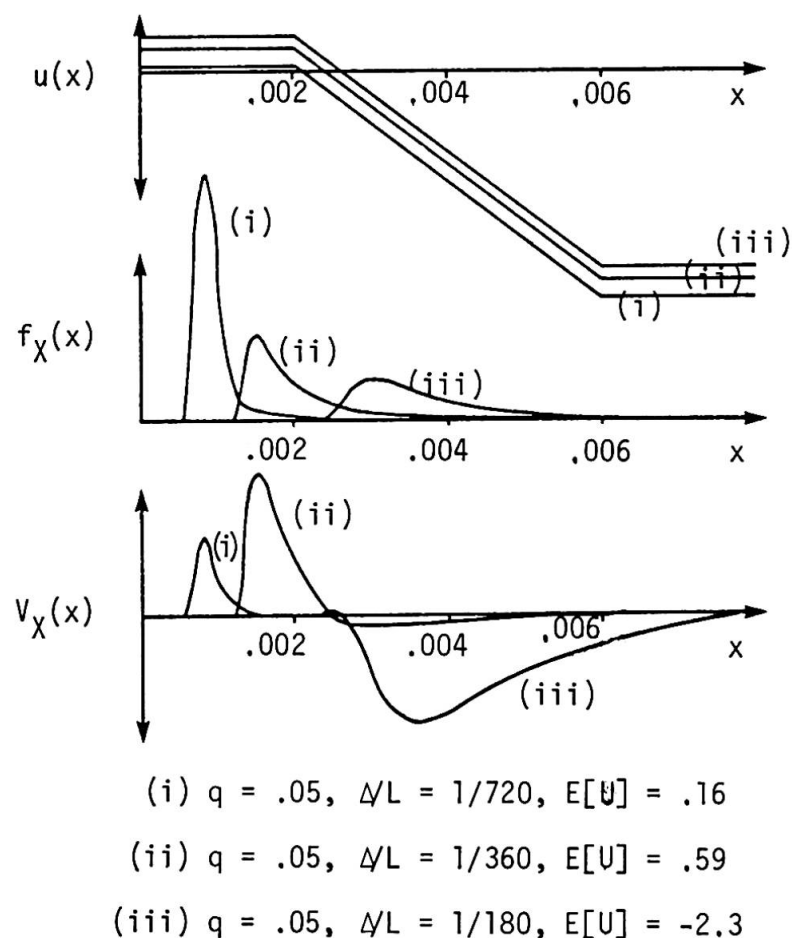 u(x)
.002
.004
.006
x
(iii)
(ii)
(i)
(i)
(ii)
(iii)
f_X(x)
.002
.004
.006
x
(i)
(ii)
(iii)
V_X(x)
.002
.004
.006
x
(i) q = .05, Δ/L = 1/720, E[U] = .16
(ii) q = .05, Δ/L = 1/360, E[U] = .59
(iii) q = .05, Δ/L = 1/180, E[U] = -2.3